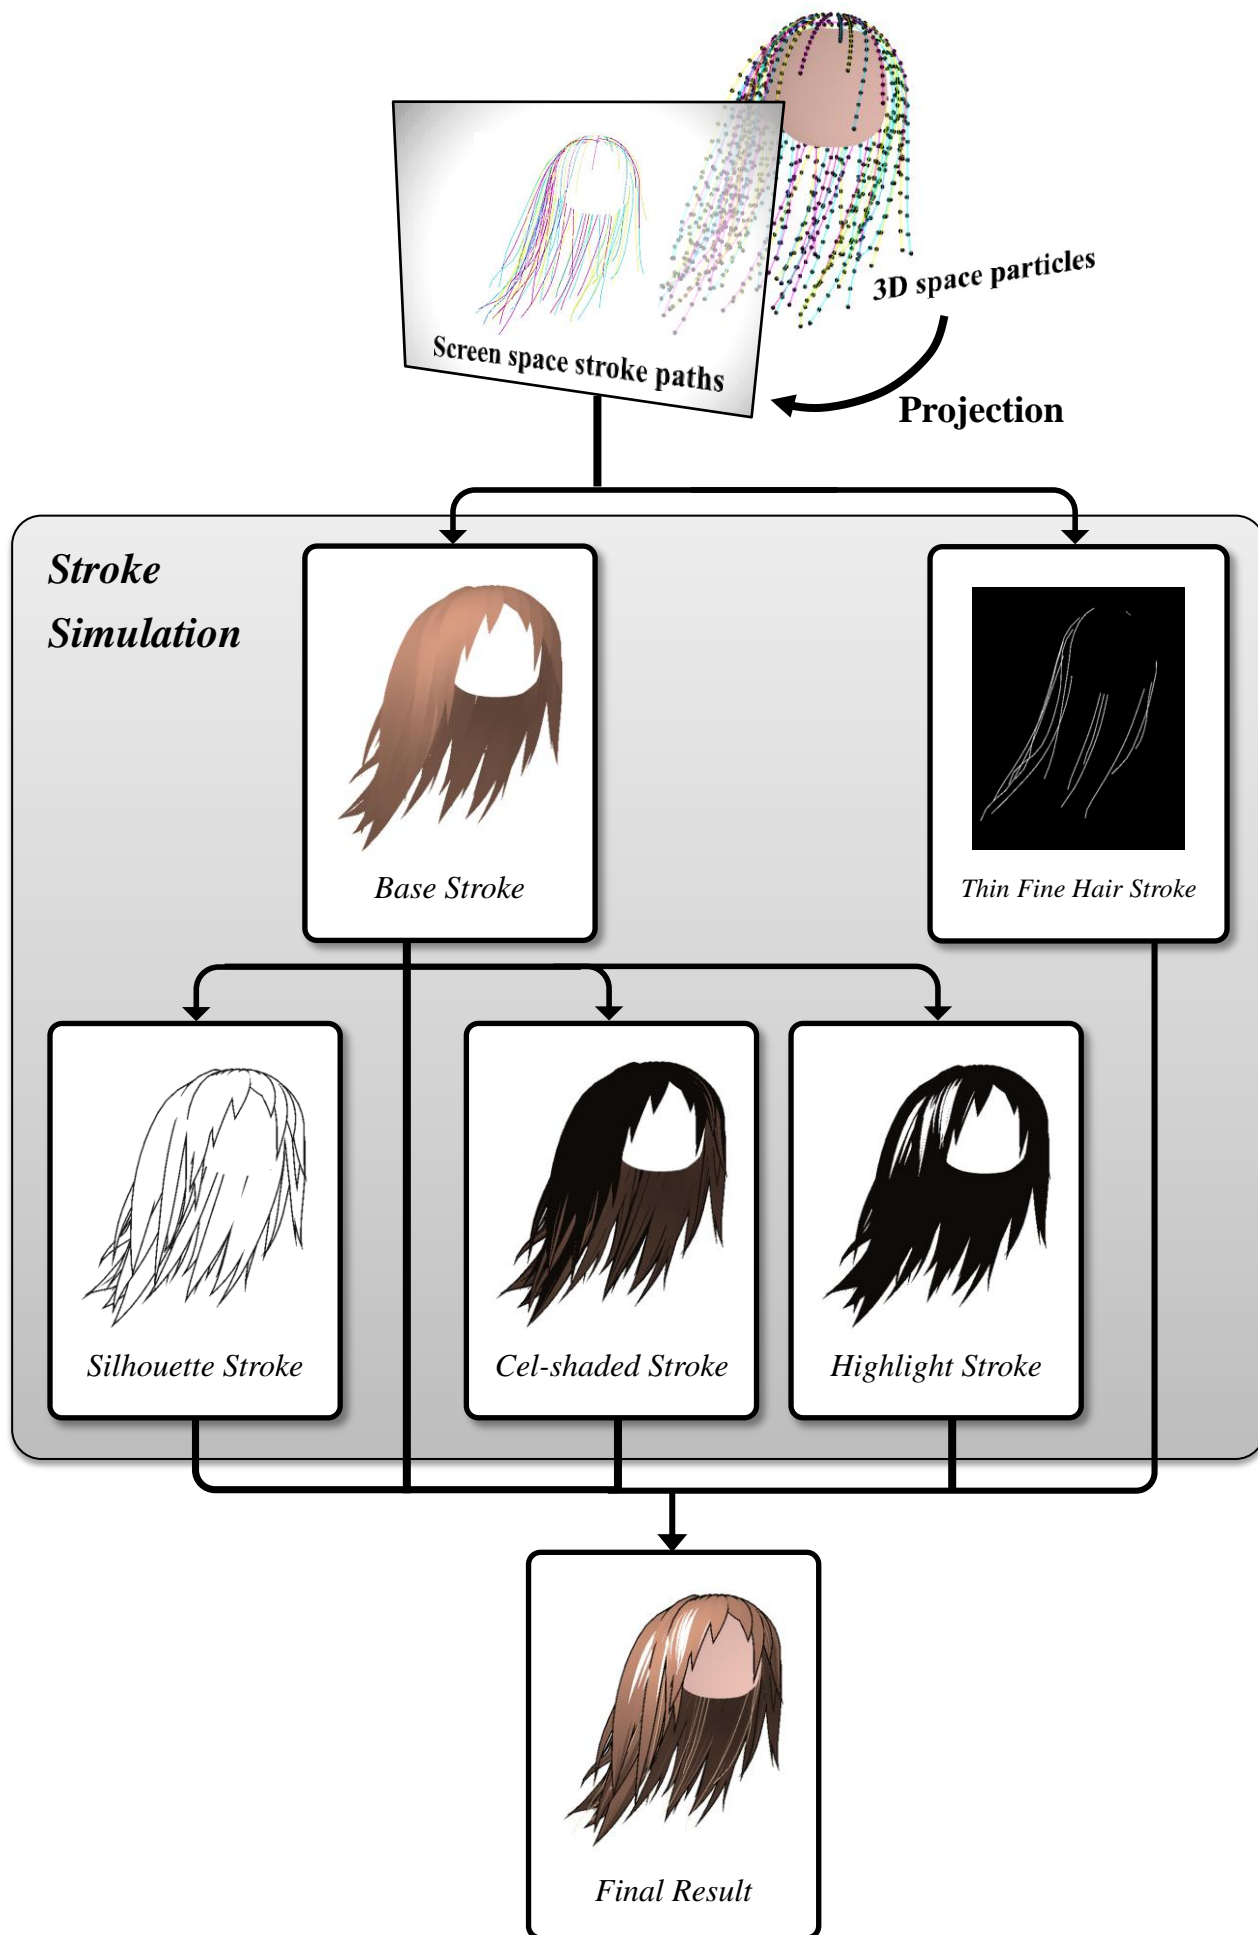 3D space particles
Screen space stroke paths
Projection
Stroke
Simulation
Base Stroke
Thin Fine Hair Stroke
Silhouette Stroke
Cel-shaded Stroke
Highlight Stroke
Final Result